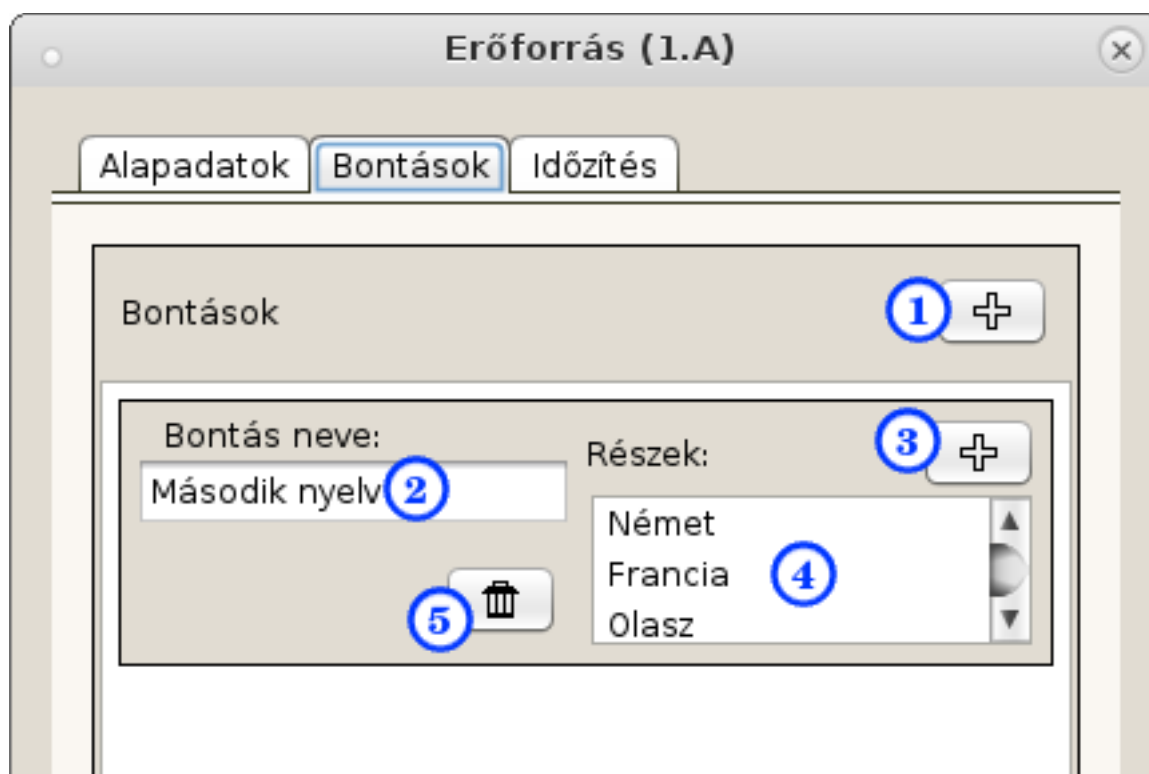 Erőforrás (1.A)
Alapadatok Bontások Időzítés
Bontások 1
Bontás neve:
Részek: 3
Második nyelv 2
Német
Francia 4
Olasz
5